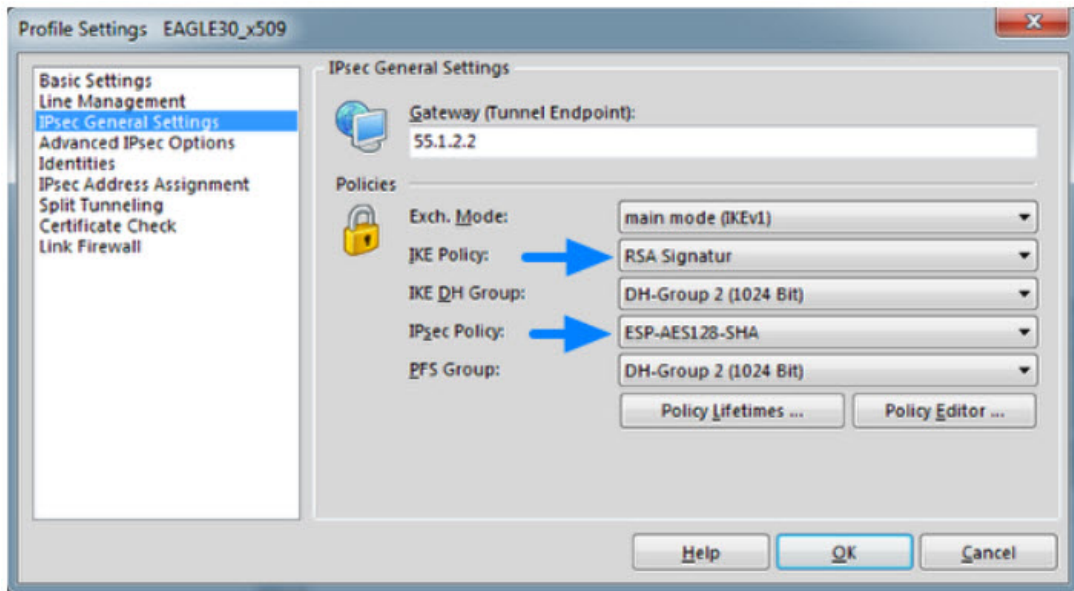 Profile Settings EAGLE30_x509
Basic Settings
Line Management
IPsec General Settings
Advanced IPsec Options
Identities
IPsec Address Assignment
Split Tunneling
Certificate Check
Link Firewall
IPsec General Settings
Gateway (Tunnel Endpoint):
55.1.2.2
Policies
Exch. Mode: main mode (IKEv1)
IKE Policy: RSA Signatur
IKE DH Group: DH-Group 2 (1024 Bit)
IPsec Policy: ESP-AES128-SHA
PFS Group: DH-Group 2 (1024 Bit)
Policy Lifetimes ... Policy Editor ...
Help OK Cancel